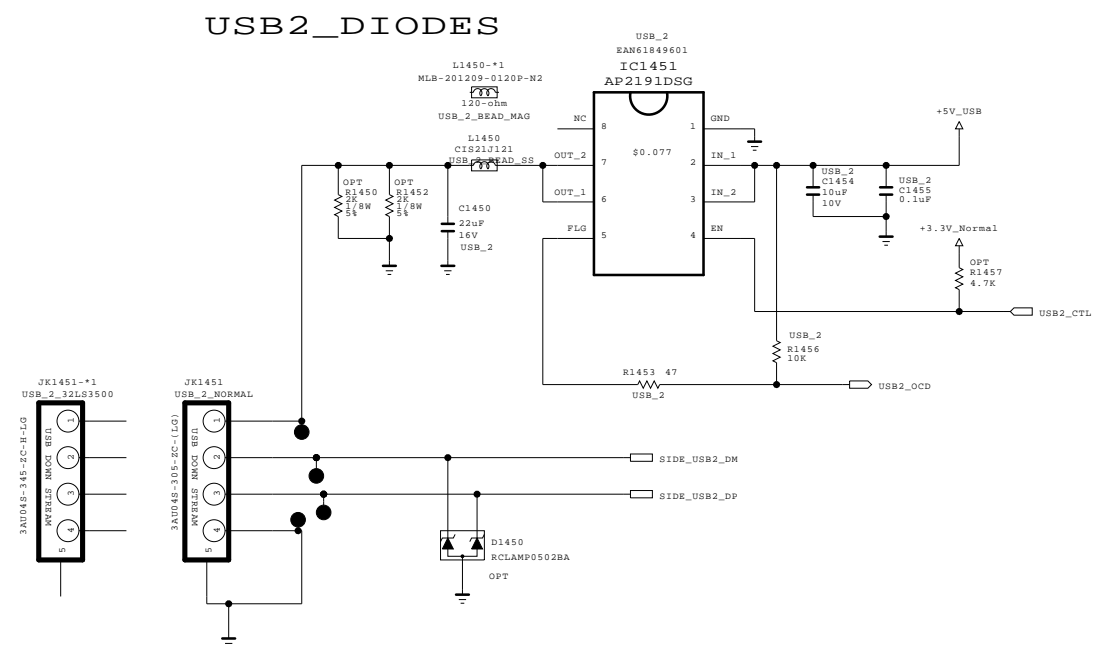 USB2_DIODES
USB_2
EAN61849601
IC1451
AP2191DSG
L1450-*1
MLB-201209-0120P-N2
120-ohm
USB_2_BEAD_MAG
L1450
CIS21J121
USB_2_BEAD_SS
NC
8
1
GND
$0.077
OUT_2
7
2
IN_1
OUT_1
6
3
IN_2
FLG
5
4
EN
+5V_USB
USB_2
C1454
10uF
10V
USB_2
C1455
0.1uF
OPT
R1450
2K
1/8W
5%
OPT
R1452
2K
1/8W
5%
C1450
22uF
16V
USB_2
+3.3V_Normal
OPT
R1457
4.7K
USB2_CTL
USB_2
R1456
10K
R1453 47
USB_2
USB2_OCD
JK1451-*1
USB_2_32LS3500
3AU04S-345-ZC-H-LG
USB DOWN STREAM
1
2
3
4
5
JK1451
USB_2_NORMAL
3AU04S-305-ZC-(LG)
USB DOWN STREAM
1
2
3
4
5
SIDE_USB2_DM
SIDE_USB2_DP
D1450
RCLAMP0502BA
OPT